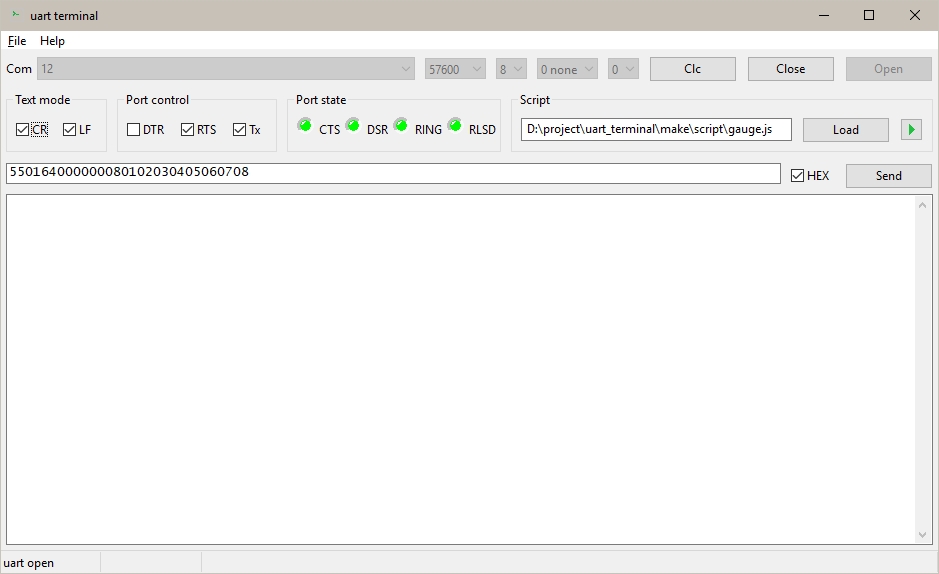 uart terminal
File Help
Com 12 57600 8 0 none 0 Clc Close Open
Text mode Port control Port state Script
CR LF DTR RTS Tx CTS DSR RING RLSD D:\project\uart_terminal\make\script\gauge.js Load
5501640000000080102030405060708 HEX Send
uart open